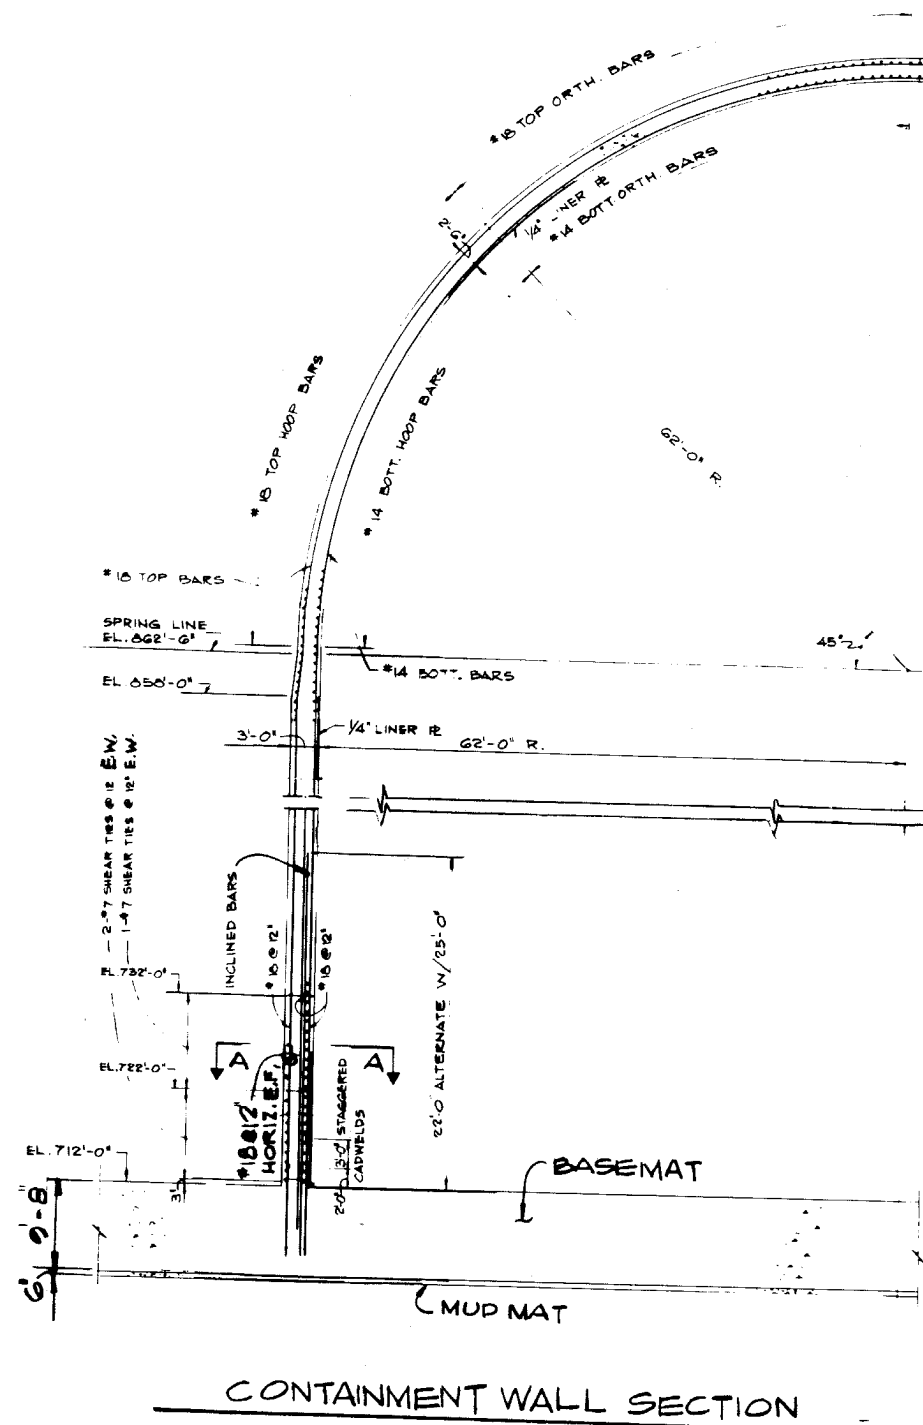 #18 TOP ORTH. BARS
1/4" LINER PL
#14 BOTT. ORTH. BARS
2'-6"
#18 TOP HOOP BARS
#14 BOTT. HOOP BARS
62'-0" R.
#18 TOP BARS
SPRING LINE
EL. 862'-6"
45°
#14 BOTT. BARS
EL 858'-0"
1/4" LINER PL
3'-0"
62'-0" R.
2-#7 SHEAR TIES @ 12" E.W.
1-#7 SHEAR TIES @ 12" E.W.
INCLINED BARS
#18 @ 12"
#18 @ 12"
22'-0" ALTERNATE W/25'-0"
EL. 732'-0"
A
A
EL. 722'-0"
#18@12"
HORIZ. E.F.
3'-0" STAGGERED
CADWELDS
2'-0"
EL. 712'-0"
3'
BASEMAT
9'-8"
6"
MUD MAT
CONTAINMENT WALL SECTION